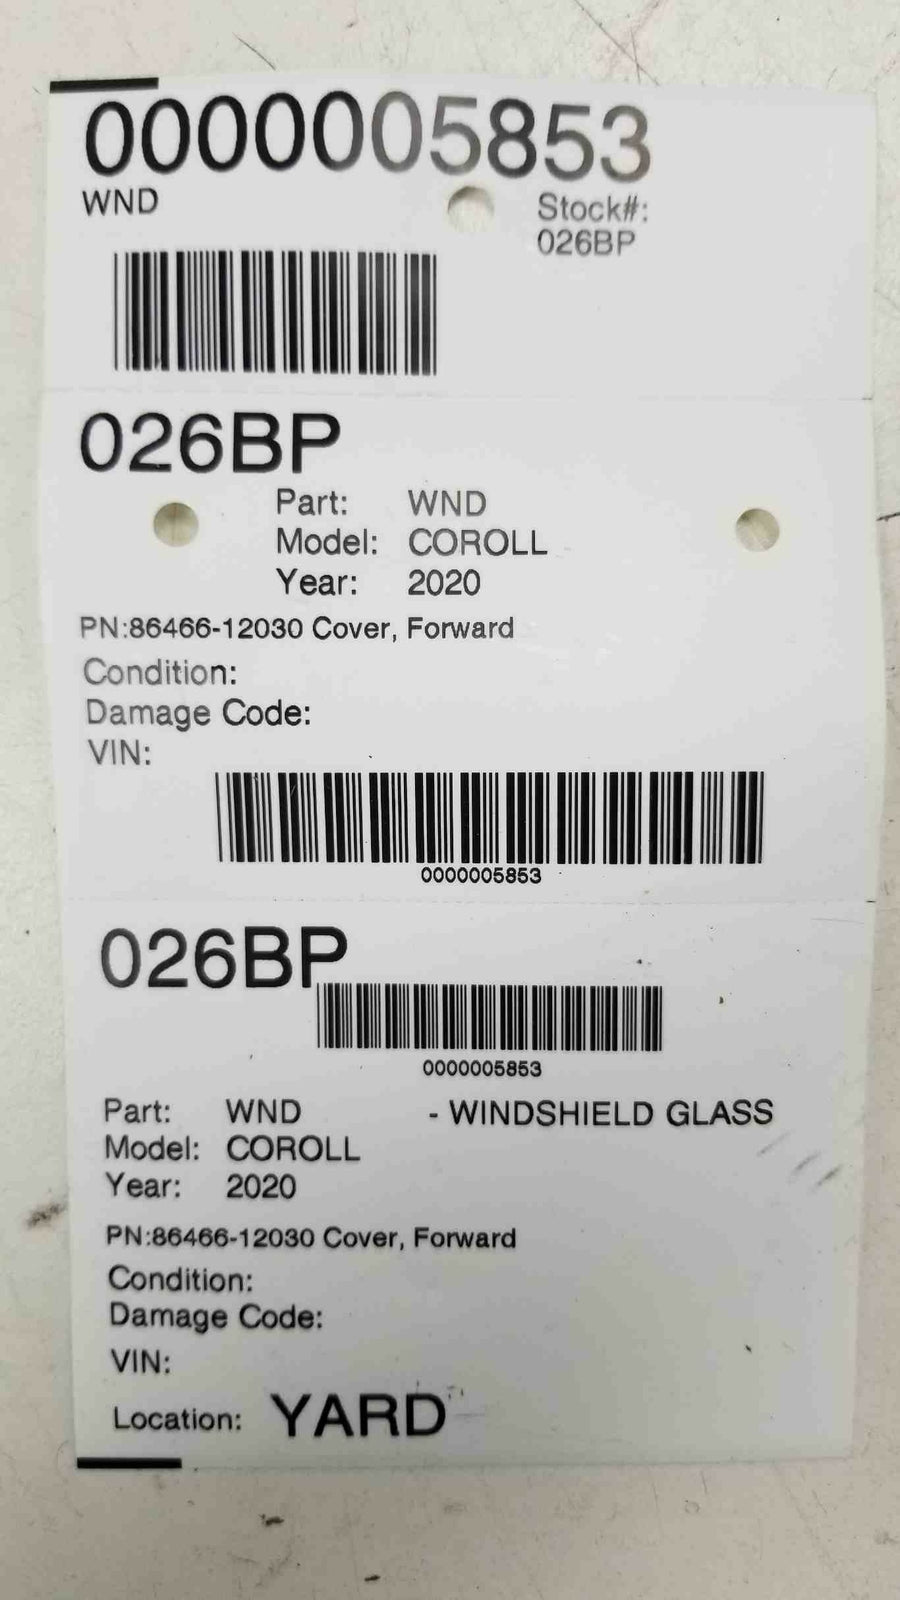 0000005853
WND
Stock#:
026BP
026BP
Part: WND
Model: COROLL
Year: 2020
PN:86466-12030 Cover, Forward
Condition:
Damage Code:
VIN:
0000005853
026BP
0000005853
Part: WND - WINDSHIELD GLASS
Model: COROLL
Year: 2020
PN:86466-12030 Cover, Forward
Condition:
Damage Code:
VIN:
Location: YARD